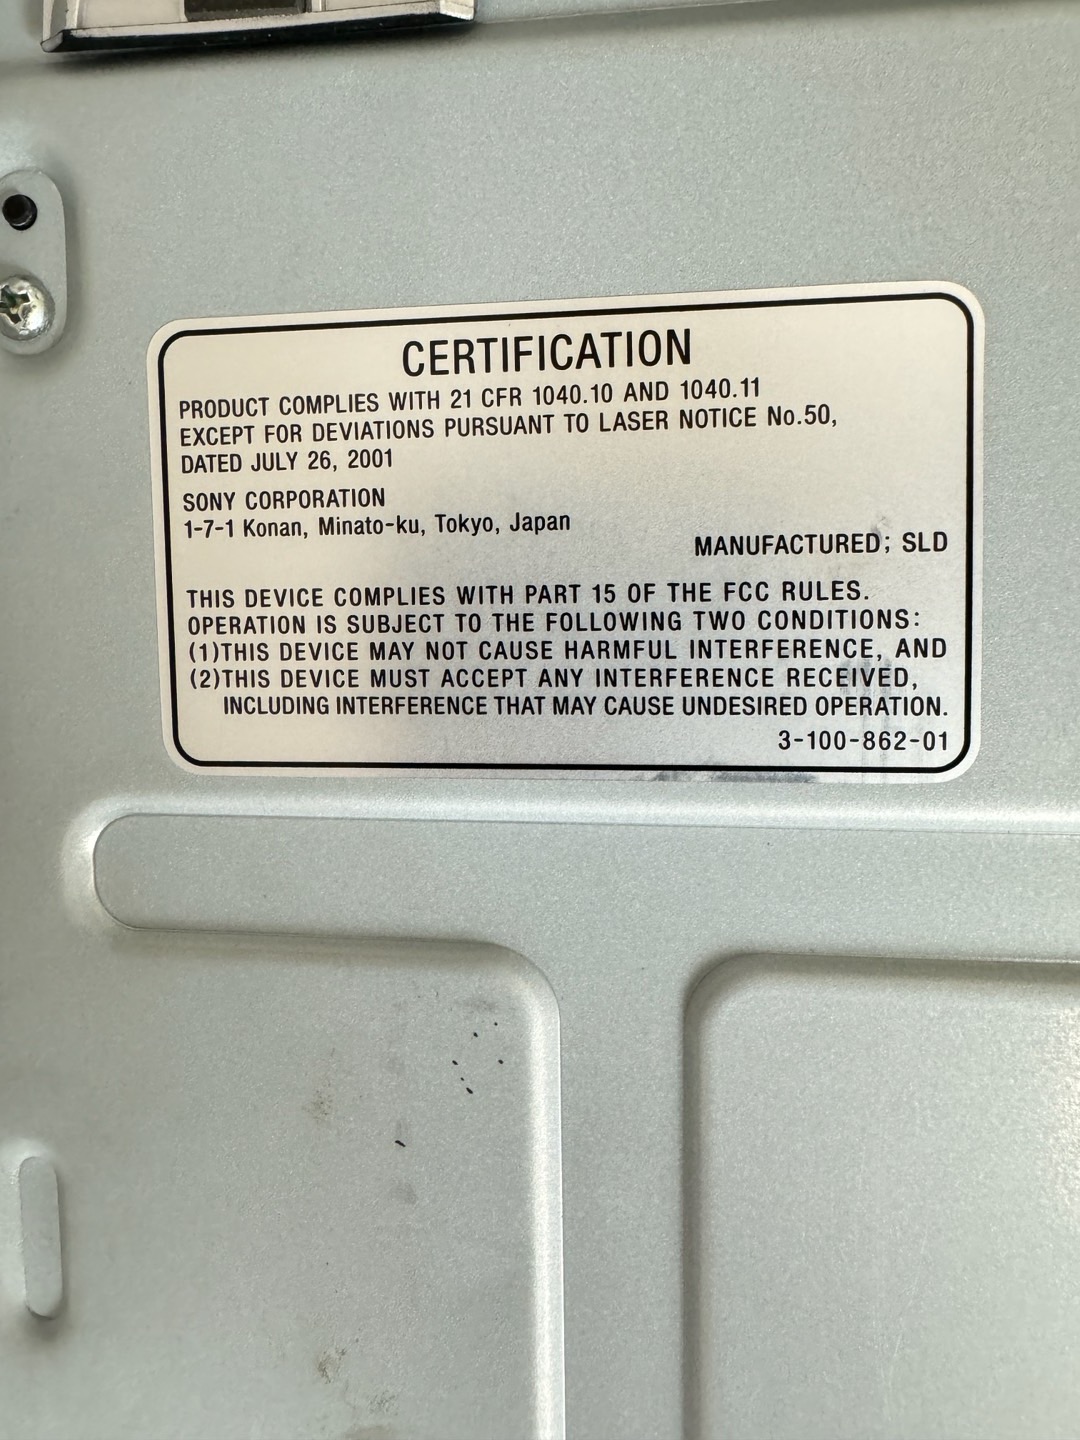 CERTIFICATION
PRODUCT COMPLIES WITH 21 CFR 1040.10 AND 1040.11
EXCEPT FOR DEVIATIONS PURSUANT TO LASER NOTICE No.50,
DATED JULY 26, 2001
SONY CORPORATION
1-7-1 Konan, Minato-ku, Tokyo, Japan
MANUFACTURED; SLD
THIS DEVICE COMPLIES WITH PART 15 OF THE FCC RULES.
OPERATION IS SUBJECT TO THE FOLLOWING TWO CONDITIONS:
(1)THIS DEVICE MAY NOT CAUSE HARMFUL INTERFERENCE, AND
(2)THIS DEVICE MUST ACCEPT ANY INTERFERENCE RECEIVED,
INCLUDING INTERFERENCE THAT MAY CAUSE UNDESIRED OPERATION.
3-100-862-01